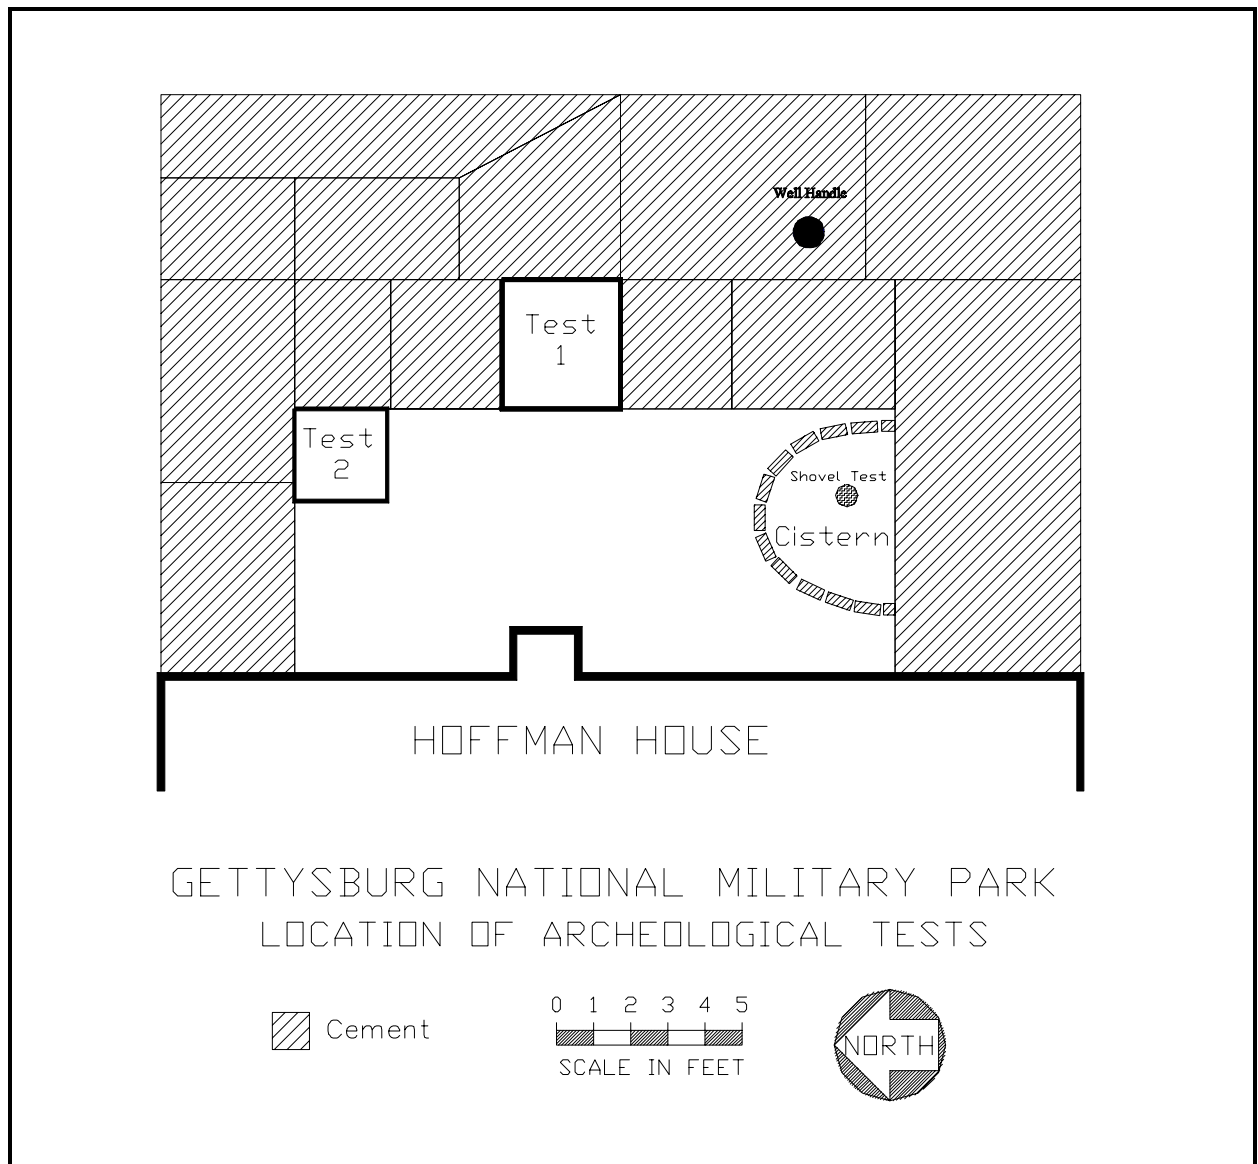 Well Handle
Test
1
Test
2
Shovel Test
Cistern
HOFFMAN HOUSE
GETTYSBURG NATIONAL MILITARY PARK
LOCATION OF ARCHEOLOGICAL TESTS
Cement
0 1 2 3 4 5
SCALE IN FEET
NORTH